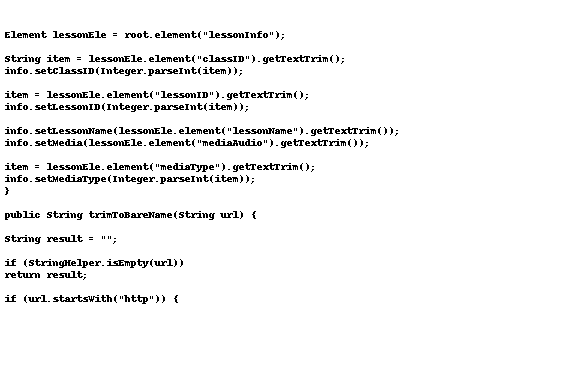 Element lessonEle = root.element("lessonInfo");
String item = lessonEle.element("classID").getTextTrim();
info.setClassID(Integer.parseInt(item));
item = lessonEle.element("lessonID").getTextTrim();
info.setLessonID(Integer.parseInt(item));
info.setLessonName(lessonEle.element("lessonName").getTextTrim());
info.setMedia(lessonEle.element("mediaAudio").getTextTrim());
item = lessonEle.element("mediaType").getTextTrim();
info.setMediaType(Integer.parseInt(item));
}
public String trimToBareName(String url) {
String result = "";
if (StringHelper.isEmpty(url))
return result;
if (url.startsWith("http")) {